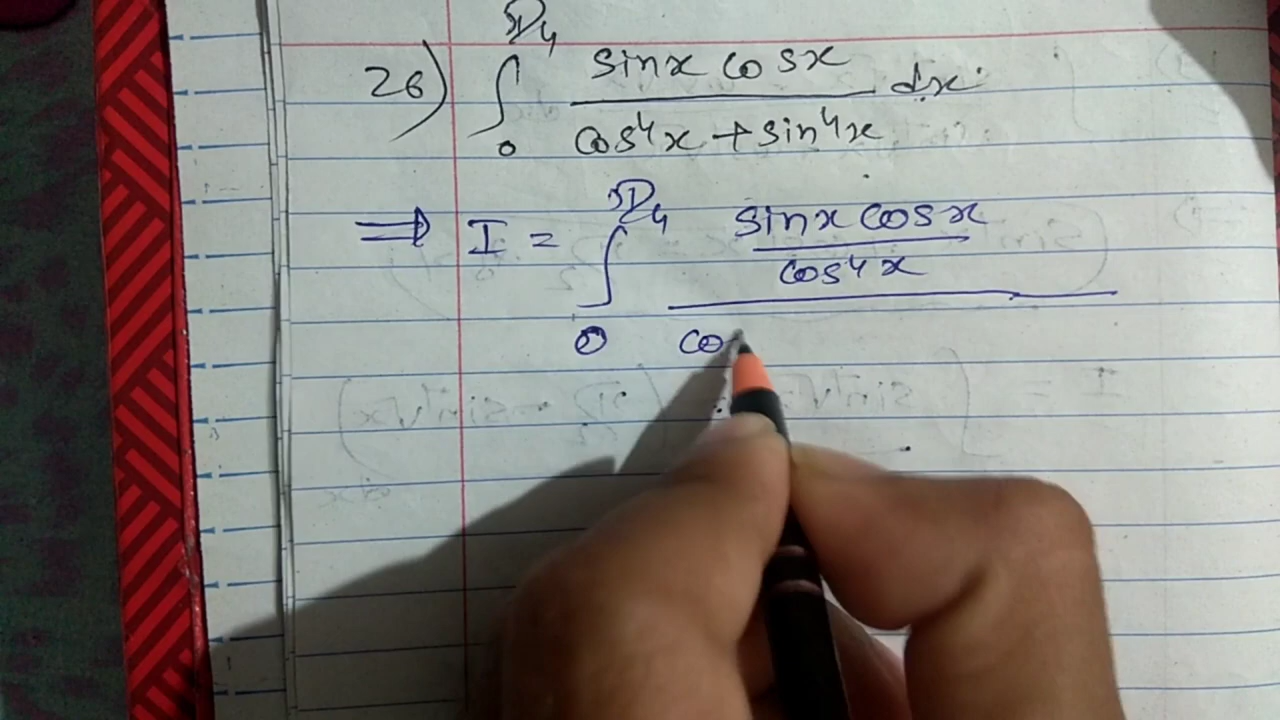 26) ∫₀^π/4 sinx cosx / cos⁴x + sin⁴x dx
⇒ I = ∫₀^π/4 sinx cosx / cos⁴x
co